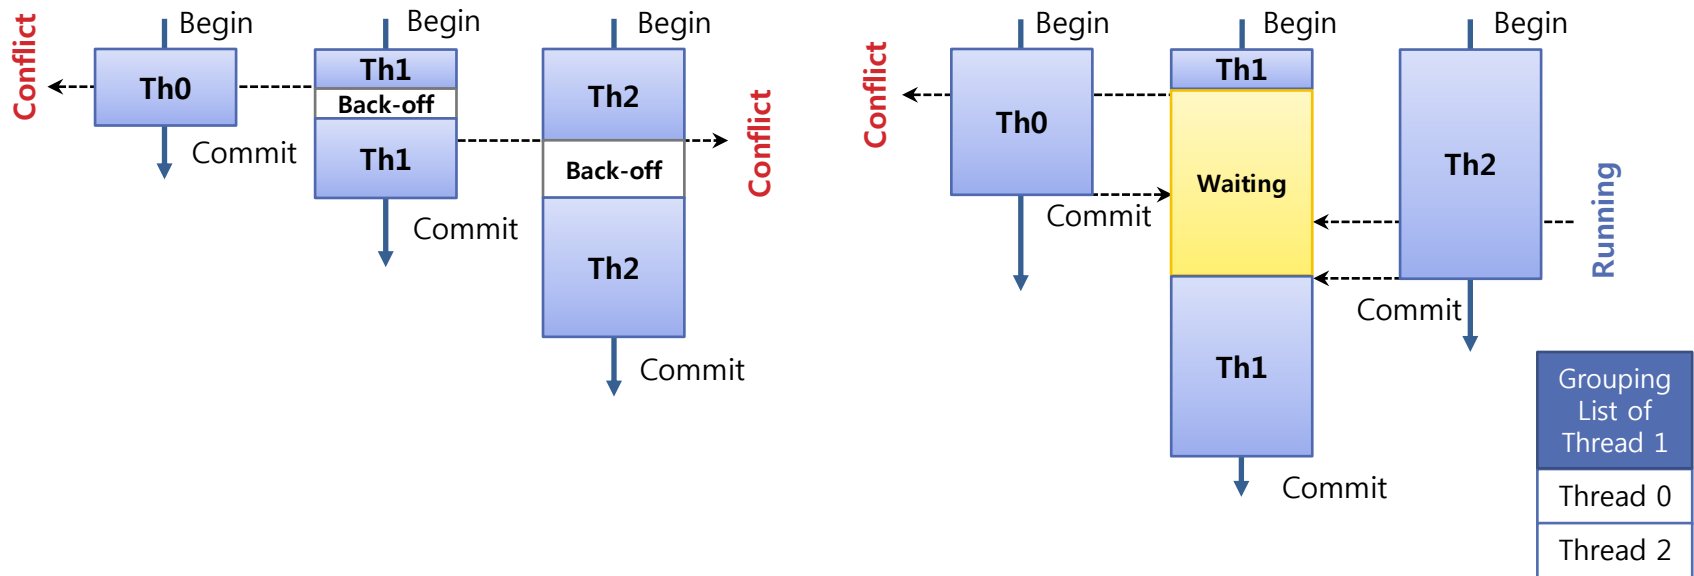 Begin
Begin
Begin
Conflict
Th0
Th1
Back-off
Th1
Th2
Back-off
Th2
Conflict
Commit
Commit
Commit
Begin
Begin
Begin
Conflict
Th0
Th1
Waiting
Th1
Th2
Running
Commit
Commit
Commit
Grouping
List of
Thread 1
Thread 0
Thread 2